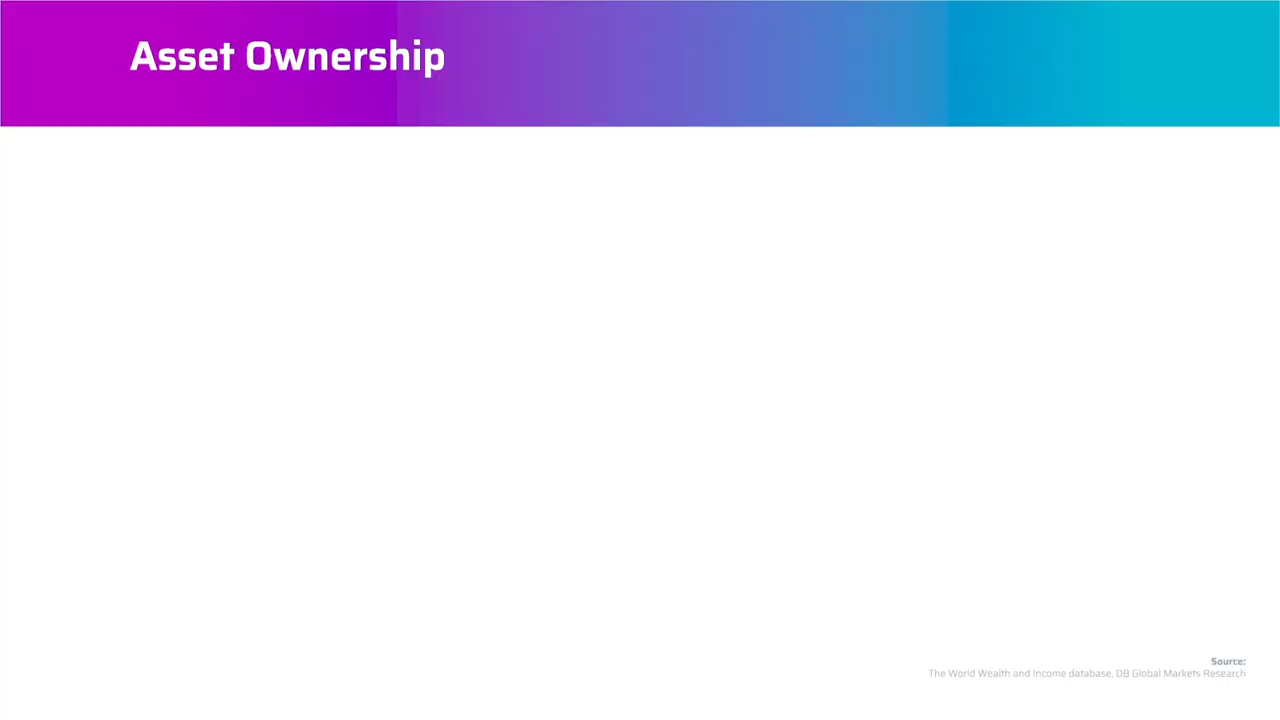 Asset Ownership
Source:
The World Wealth and Income database, DB Global Markets Research